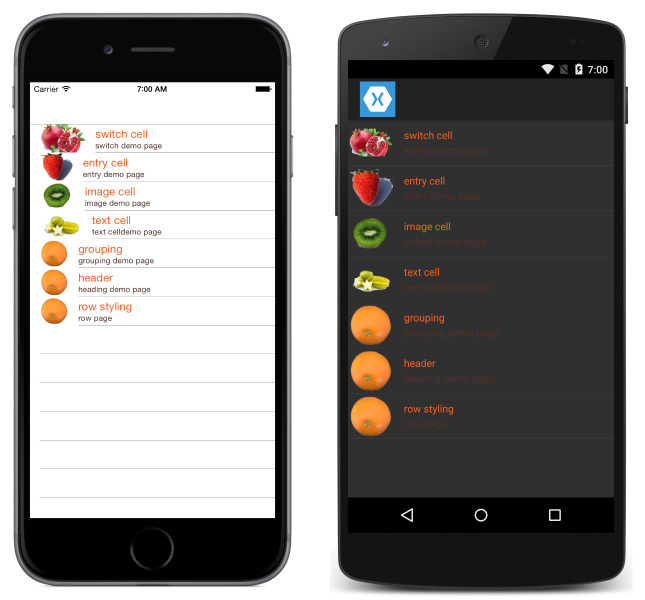 Carrier 7:00 AM
switch cell
switch demo page
entry cell
entry demo page
image cell
image demo page
text cell
text celldemo page
grouping
grouping demo page
header
heading demo page
row styling
row page
7:00
switch cell
switch demo page
entry cell
entry demo page
image cell
image demo page
text cell
text celldemo page
grouping
grouping demo page
header
heading demo page
row styling
row page